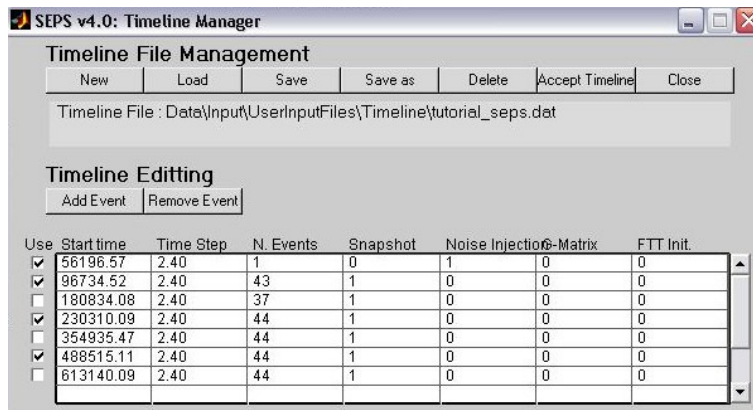 SEPS v4.0: Timeline Manager
Timeline File Management
New Load Save Save as Delete Accept Timeline Close
Timeline File : Data\Input\UserInputFiles\Timeline\tutorial_seps.dat
Timeline Editting
Add Event Remove Event
Use Start time Time Step N. Events Snapshot Noise Injection G-Matrix FTT Init.
56196.57 2.40 1 0 1 0 0
96734.52 2.40 43 1 0 0 0
180834.08 2.40 37 1 0 0 0
230310.09 2.40 44 1 0 0 0
354935.47 2.40 44 1 0 0 0
488515.11 2.40 44 1 0 0 0
613140.09 2.40 44 1 0 0 0